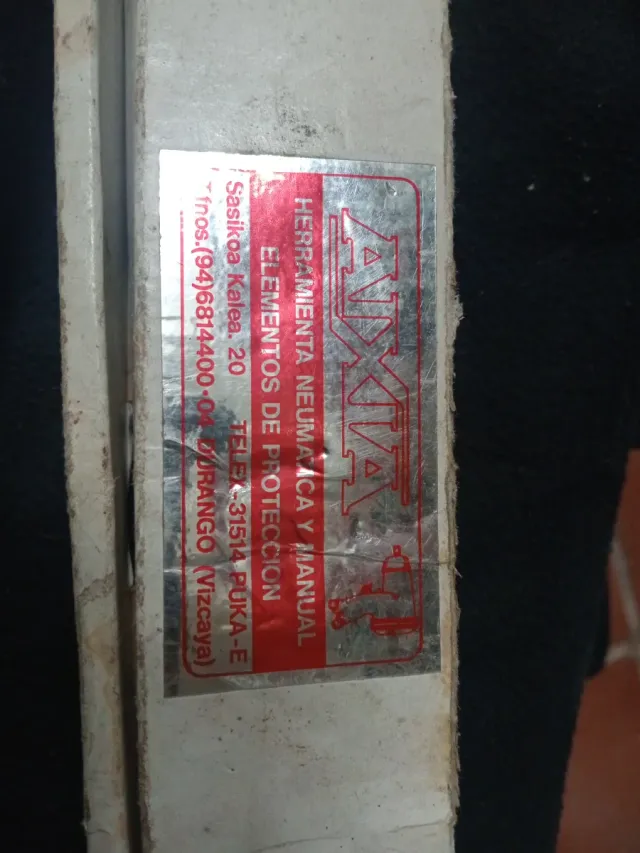 AIXIA
HERRAMIENTA NEUMATICA Y MANUAL
ELEMENTOS DE PROTECCION
Sasikoa Kalea. 20 TELEX-31514 PUKA-E
Tfnos.(94)6814400-04 DURANGO (Vizcaya)